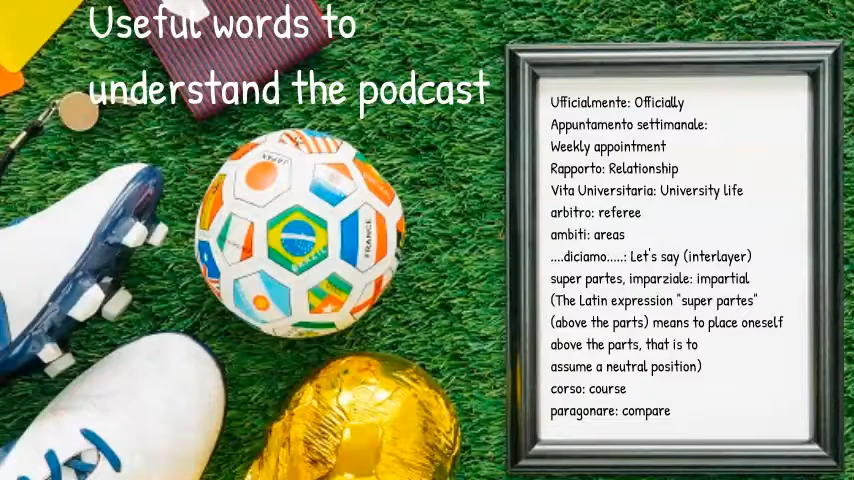 Useful words to
understand the podcast
Ufficialmente: Officially
Appuntamento settimanale:
Weekly appointment
Rapporto: Relationship
Vita Universitaria: University life
arbitro: referee
ambiti: areas
....diciamo.....: Let's say (interlayer)
super partes, imparziale: impartial
(The Latin expression "super partes"
(above the parts) means to place oneself
above the parts, that is to
assume a neutral position)
corso: course
paragonare: compare
JAPAN
BRAZIL
FRANCE